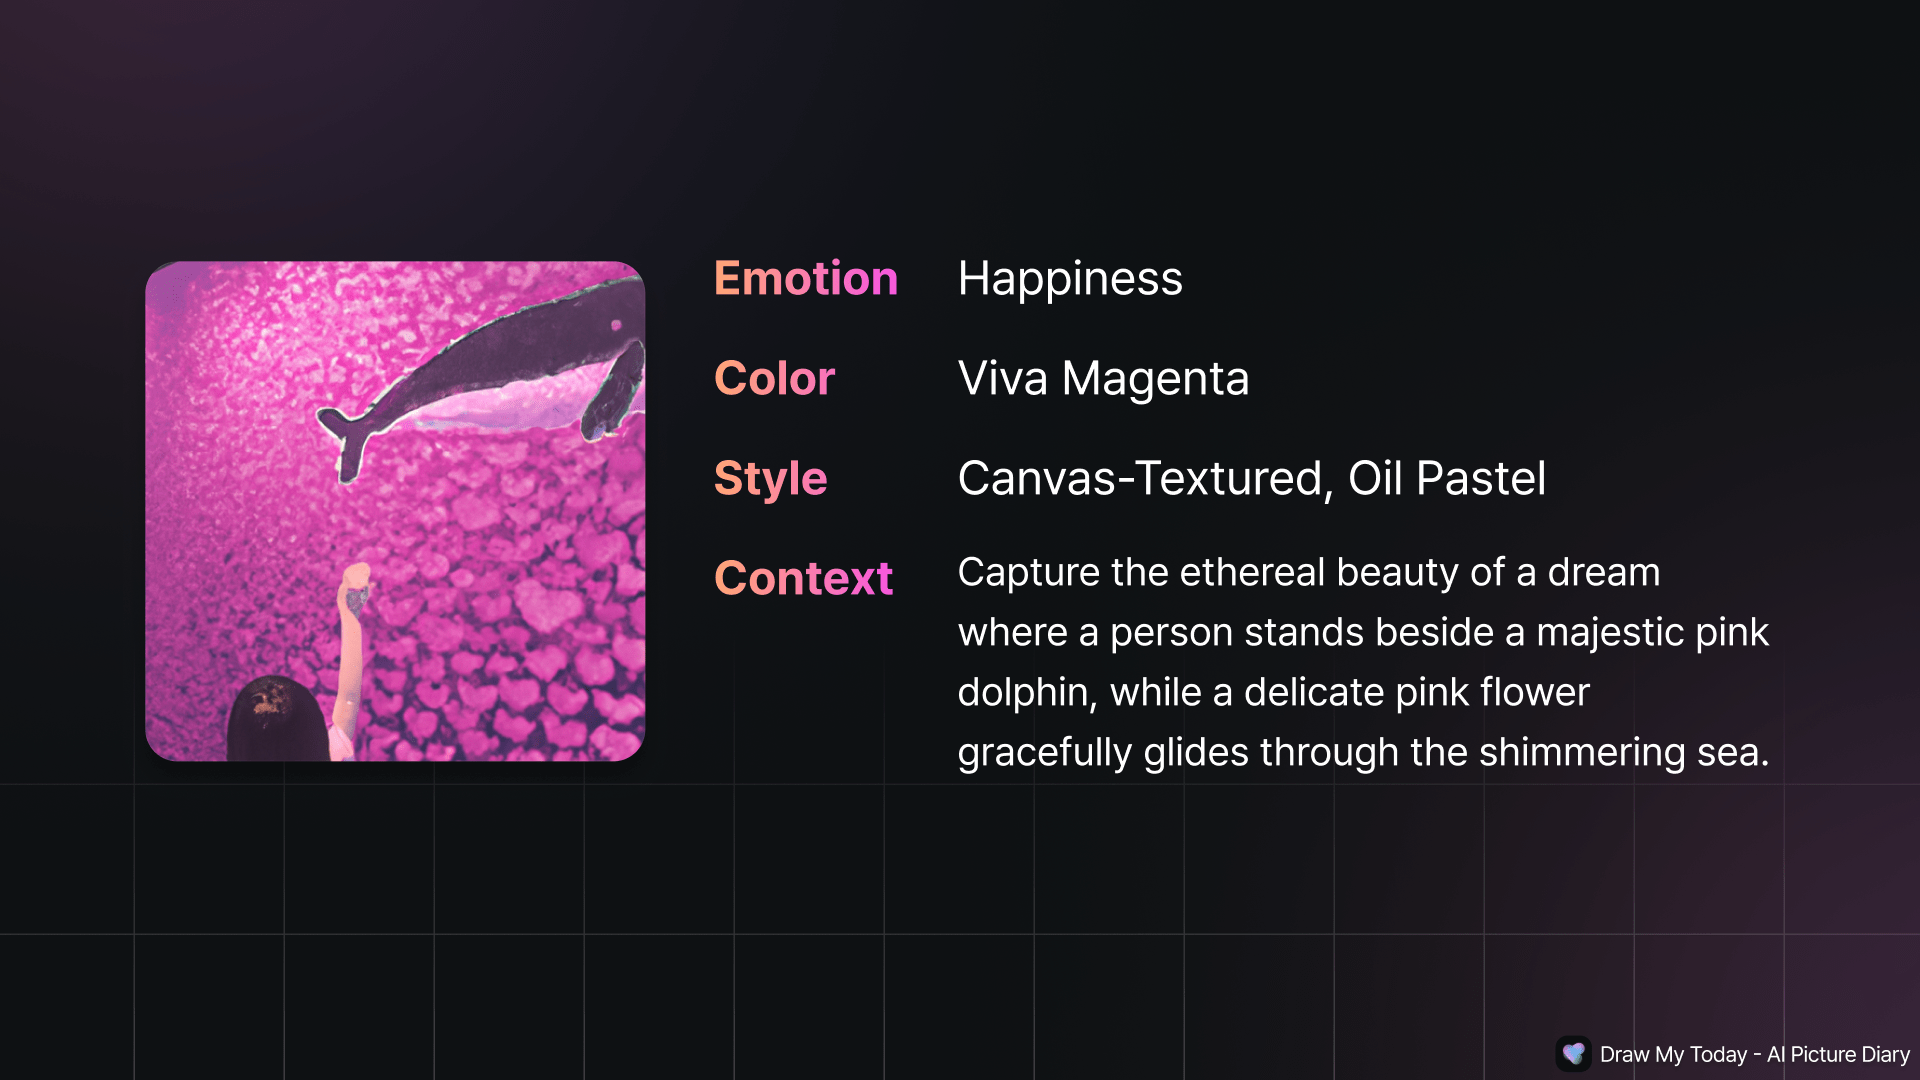 Emotion Happiness
Color Viva Magenta
Style Canvas-Textured, Oil Pastel
Context Capture the ethereal beauty of a dream
where a person stands beside a majestic pink
dolphin, while a delicate pink flower
gracefully glides through the shimmering sea.
Draw My Today - AI Picture Diary